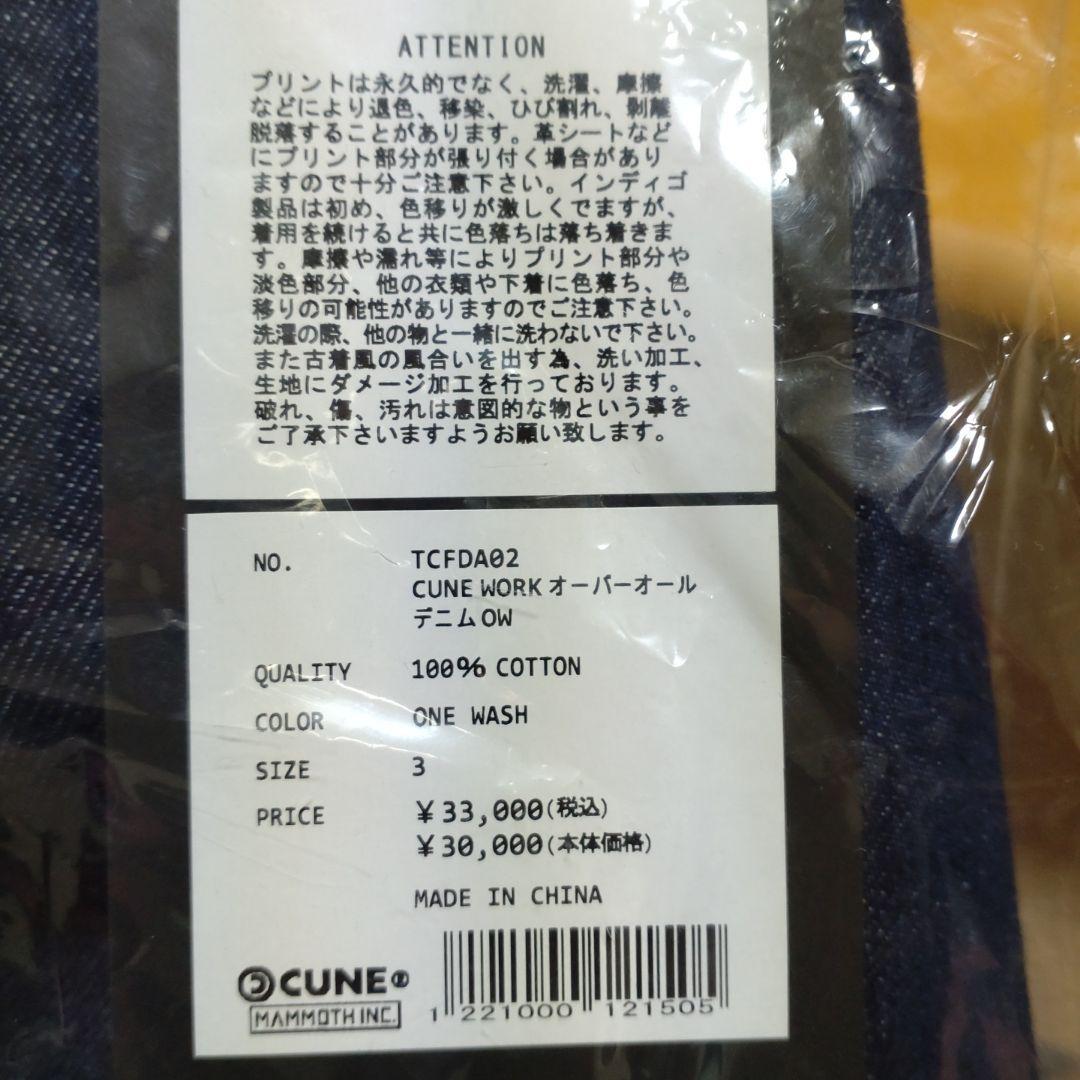 ATTENTION
プリントは永久的でなく、洗濯、摩擦
などにより退色、移染、ひび割れ、剥離
脱落することがあります。革シートなど
にプリント部分が張り付く場合があり
ますので十分ご注意下さい。インディゴ
製品は初め、色移りが激しくでますが、
着用を続けると共に色落ちは落ち着きま
す。摩擦や濡れ等によりプリント部分や
淡色部分、他の衣類や下着に色落ち、色
移りの可能性がありますのでご注意下さい。
洗濯の際、他の物と一緒に洗わないで下さい。
また古着風の風合いを出す為、洗い加工、
生地にダメージ加工を行っております。
破れ、傷、汚れは意図的な物という事を
ご了承下さいますようお願い致します。
NO. TCFDA02
CUNE WORK オーバーオール
デニム OW
QUALITY 100% COTTON
COLOR ONE WASH
SIZE 3
PRICE ￥33,000(税込)
￥30,000(本体価格)
MADE IN CHINA
CUNE®
MAMMOTH INC.
1 221000 121505